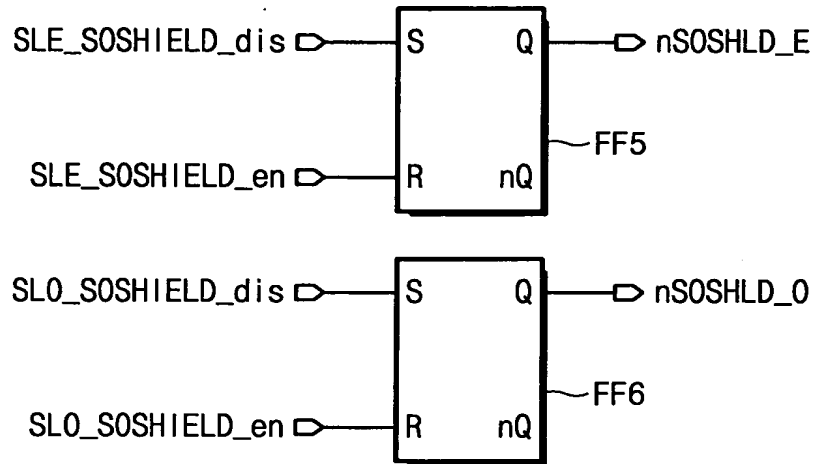 SLE_SOSHIELD_dis S Q nSOSHLD_E
FF5
SLE_SOSHIELD_en R nQ
SLO_SOSHIELD_dis S Q nSOSHLD_O
FF6
SLO_SOSHIELD_en R nQ